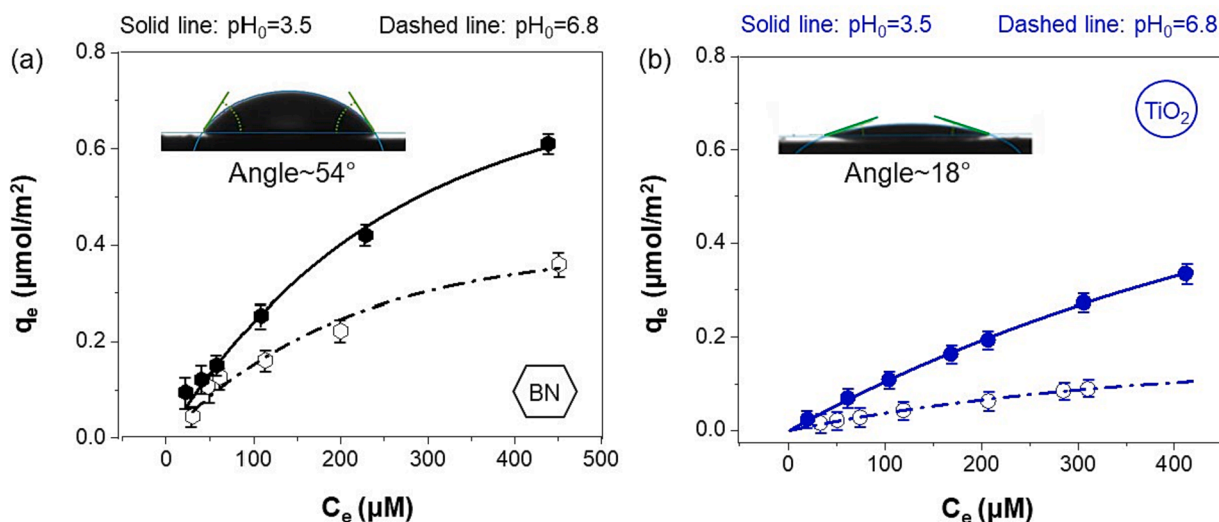 Solid line: pH0=3.5 Dashed line: pH0=6.8
(a)
0.8
0.6
0.4
0.2
0.0
qe (µmol/m2)
Angle~54°
BN
0 100 200 300 400 500
Ce (µM)
Solid line: pH0=3.5 Dashed line: pH0=6.8
(b)
0.8
0.6
0.4
0.2
0.0
qe (µmol/m2)
Angle~18°
TiO2
0 100 200 300 400
Ce (µM)